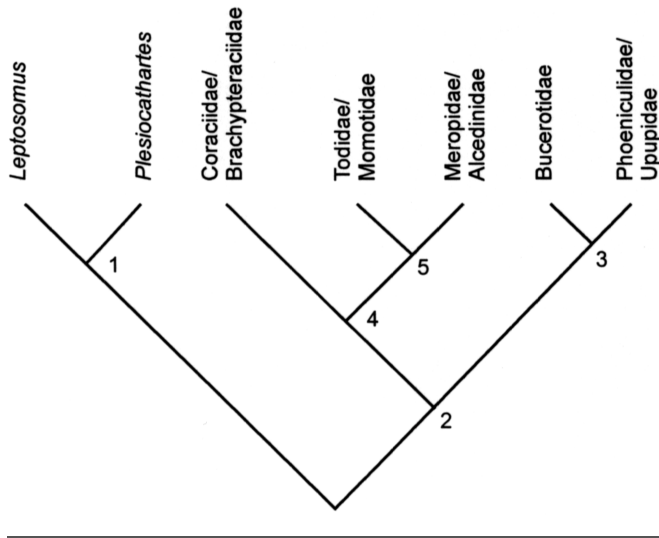 Leptosomus
Plesiocathartes
Coraciidae/
Brachypteraciidae
Todidae/
Momotidae
Meropidae/
Alcedinidae
Bucerotidae
Phoeniculidae/
Upupidae
1
5
3
4
2